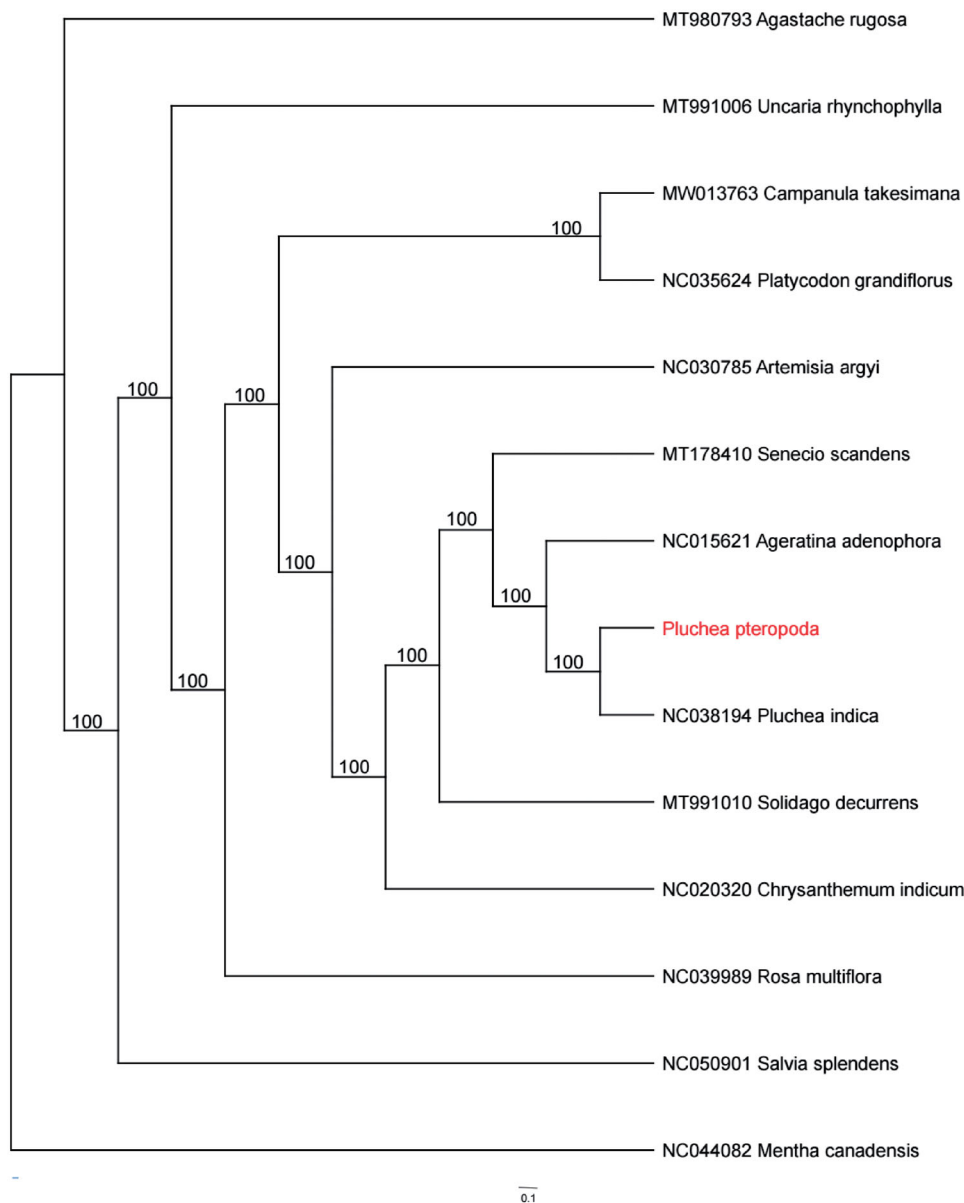 MT980793 Agastache rugosa
MT991006 Uncaria rhynchophylla
MW013763 Campanula takesimana
100
NC035624 Platycodon grandiflorus
NC030785 Artemisia argyi
100
100
MT178410 Senecio scandens
100
NC015621 Ageratina adenophora
100
100
Pluchea pteropoda
100
100
NC038194 Pluchea indica
100
100
100
MT991010 Solidago decurrens
NC020320 Chrysanthemum indicum
NC039989 Rosa multiflora
NC050901 Salvia splendens
NC044082 Mentha canadensis
0.1